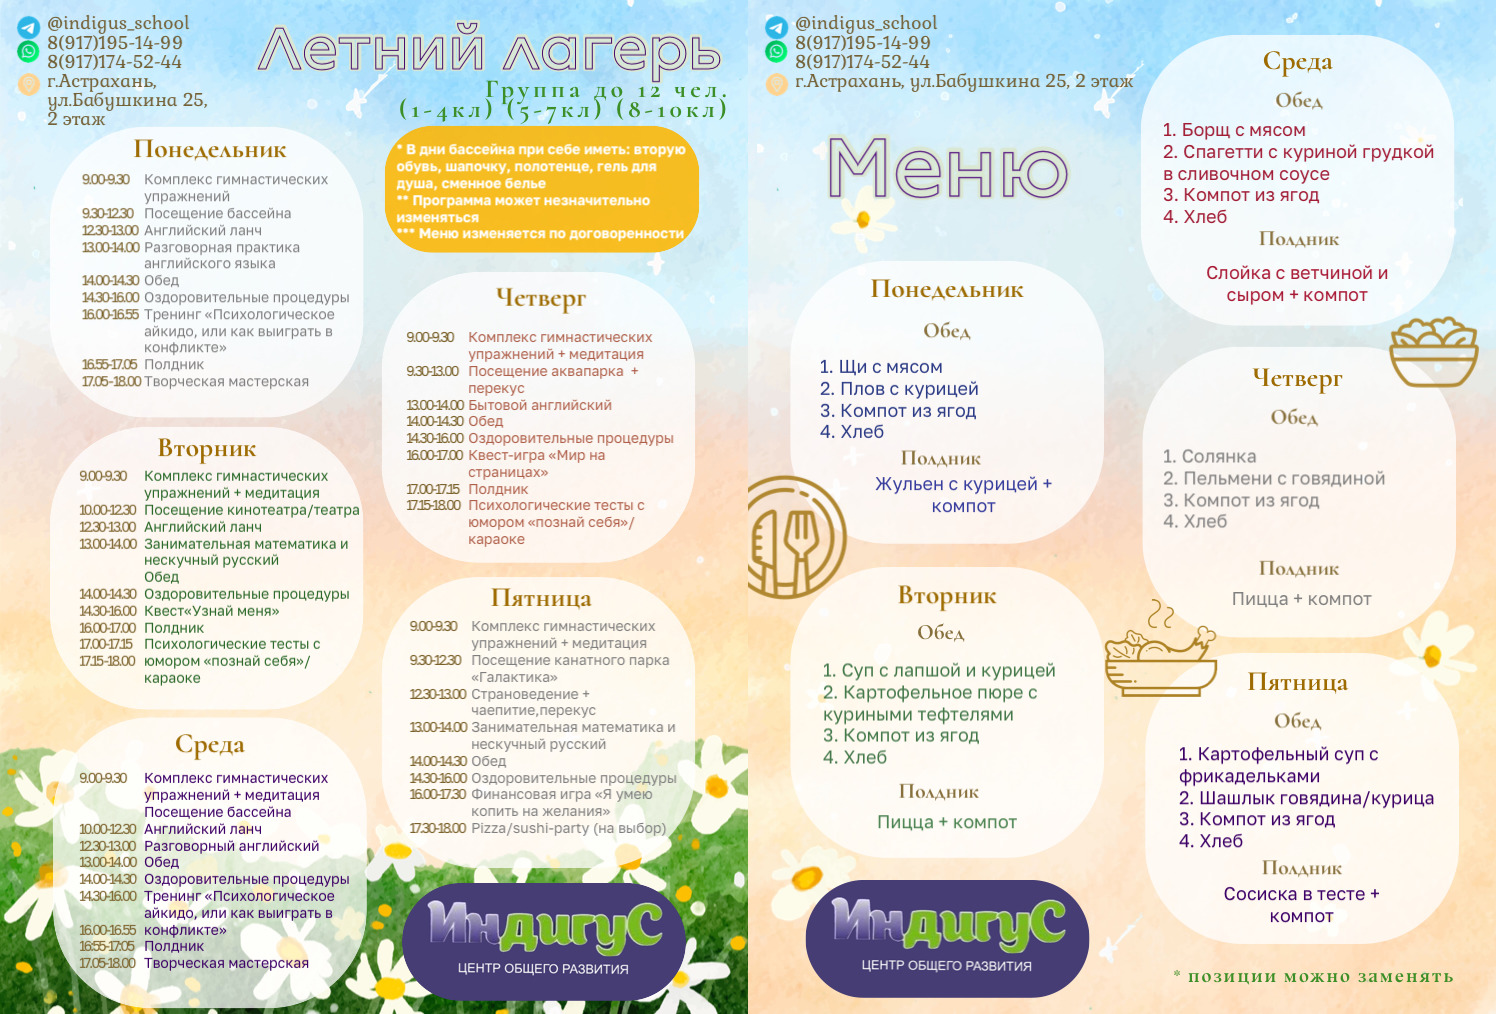 @indigus_school
8(917)195-14-99
8(917)174-52-44
г.Астрахань,
ул.Бабушкина 25,
2 этаж
Летний лагерь
Группа до 12 чел.
(1-4кл) (5-7кл) (8-10кл)
* В дни бассейна при себе иметь: вторую
обувь, шапочку, полотенце, гель для
душа, сменное белье
** Программа может незначительно
изменяться
*** Меню изменяется по договоренности
Понедельник
9.00-9.30 Комплекс гимнастических
упражнений
9.30-12.30 Посещение бассейна
12.30-13.00 Английский ланч
13.00-14.00 Разговорная практика
английского языка
14.00-14.30 Обед
14.30-16.00 Оздоровительные процедуры
16.00-16.55 Тренинг «Психологическое
айкидо, или как выиграть в
конфликте»
16.55-17.05 Полдник
17.05-18.00 Творческая мастерская
Вторник
9.00-9.30 Комплекс гимнастических
упражнений + медитация
10.00-12.30 Посещение кинотеатра/театра
12.30-13.00 Английский ланч
13.00-14.00 Занимательная математика и
нескучный русский
Обед
14.00-14.30 Оздоровительные процедуры
14.30-16.00 Квест«Узнай меня»
16.00-17.00 Полдник
17.00-17.15 Психологические тесты с
17.15-18.00 юмором «познай себя»/
караоке
Среда
9.00-9.30 Комплекс гимнастических
упражнений + медитация
Посещение бассейна
10.00-12.30 Английский ланч
12.30-13.00 Разговорный английский
13.00-14.00 Обед
14.00-14.30 Оздоровительные процедуры
14.30-16.00 Тренинг «Психологическое
айкидо, или как выиграть в
16.00-16.55 конфликте»
16:55-17:05 Полдник
17.05-18.00 Творческая мастерская
Четверг
9.00-9.30 Комплекс гимнастических
упражнений + медитация
9.30-13.00 Посещение аквапарка +
перекус
13.00-14.00 Бытовой английский
14.00-14.30 Обед
14.30-16.00 Оздоровительные процедуры
16.00-17.00 Квест-игра «Мир на
страницах»
17.00-17.15 Полдник
17.15-18.00 Психологические тесты с
юмором «познай себя»/
караоке
Пятница
9.00-9.30 Комплекс гимнастических
упражнений + медитация
9.30-12.30 Посещение канатного парка
«Галактика»
12.30-13.00 Страноведение +
чаепитие,перекус
13.00-14.00 Занимательная математика и
нескучный русский
14.00-14.30 Обед
14.30-16.00 Оздоровительные процедуры
16.00-17.30 Финансовая игра «Я умею
копить на желания»
17.30-18.00 Pizza/sushi-party (на выбор)
ИндигуС
ЦЕНТР ОБЩЕГО РАЗВИТИЯ
@indigus_school
8(917)195-14-99
8(917)174-52-44
г.Астрахань, ул.Бабушкина 25, 2 этаж
Меню
Понедельник
Обед
1. Щи с мясом
2. Плов с курицей
3. Компот из ягод
4. Хлеб
Полдник
Жульен с курицей +
компот
Вторник
Обед
1. Суп с лапшой и курицей
2. Картофельное пюре с
куриными тефтелями
3. Компот из ягод
4. Хлеб
Полдник
Пицца + компот
ИндигуС
ЦЕНТР ОБЩЕГО РАЗВИТИЯ
Среда
Обед
1. Борщ с мясом
2. Спагетти с куриной грудкой
в сливочном соусе
3. Компот из ягод
4. Хлеб
Полдник
Слойка с ветчиной и
сыром + компот
Четверг
Обед
1. Солянка
2. Пельмени с говядиной
3. Компот из ягод
4. Хлеб
Полдник
Пицца + компот
Пятница
Обед
1. Картофельный суп с
фрикадельками
2. Шашлык говядина/курица
3. Компот из ягод
4. Хлеб
Полдник
Сосиска в тесте +
компот
* позиции можно заменять